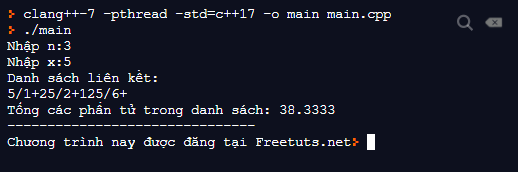 > clang++-7 -pthread -std=c++17 -o main main.cpp
> ./main
Nhập n:3
Nhập x:5
Danh sách liên kết:
5/1+25/2+125/6+
Tổng các phần tử trong danh sách: 38.3333
-------------------------------
Chương trình nay được đăng tại Freetuts.net>